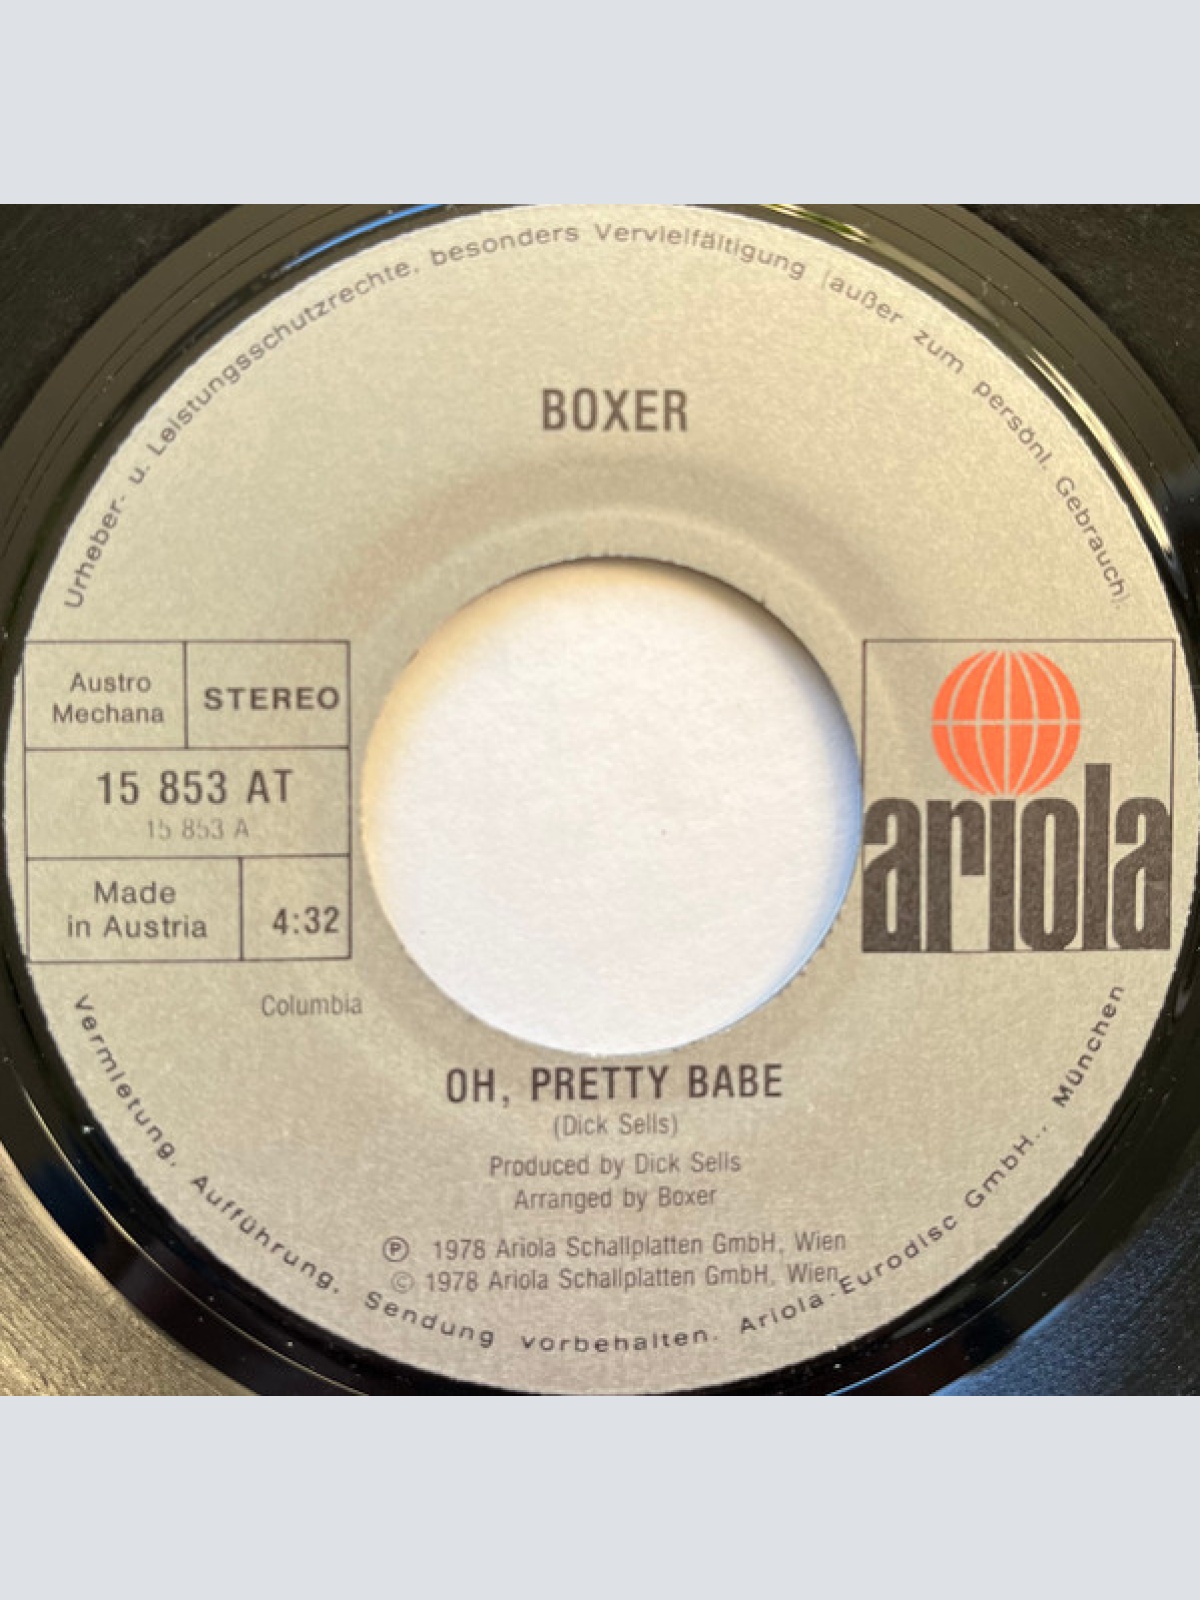 Urheber- u. Leistungsschutzrechte, besonders Vervielfältigung (außer zum persönl. Gebrauch),
BOXER
Austro
Mechana
STEREO
15 853 AT
15 853 A
Made
in Austria
4:32
ariola
Columbia
OH, PRETTY BABE
(Dick Sells)
Produced by Dick Sells
Arranged by Boxer
Ⓟ 1978 Ariola Schallplatten GmbH, Wien
© 1978 Ariola Schallplatten GmbH, Wien
Vermietung, Aufführung, Sendung vorbehalten. Ariola-Eurodisc GmbH., München